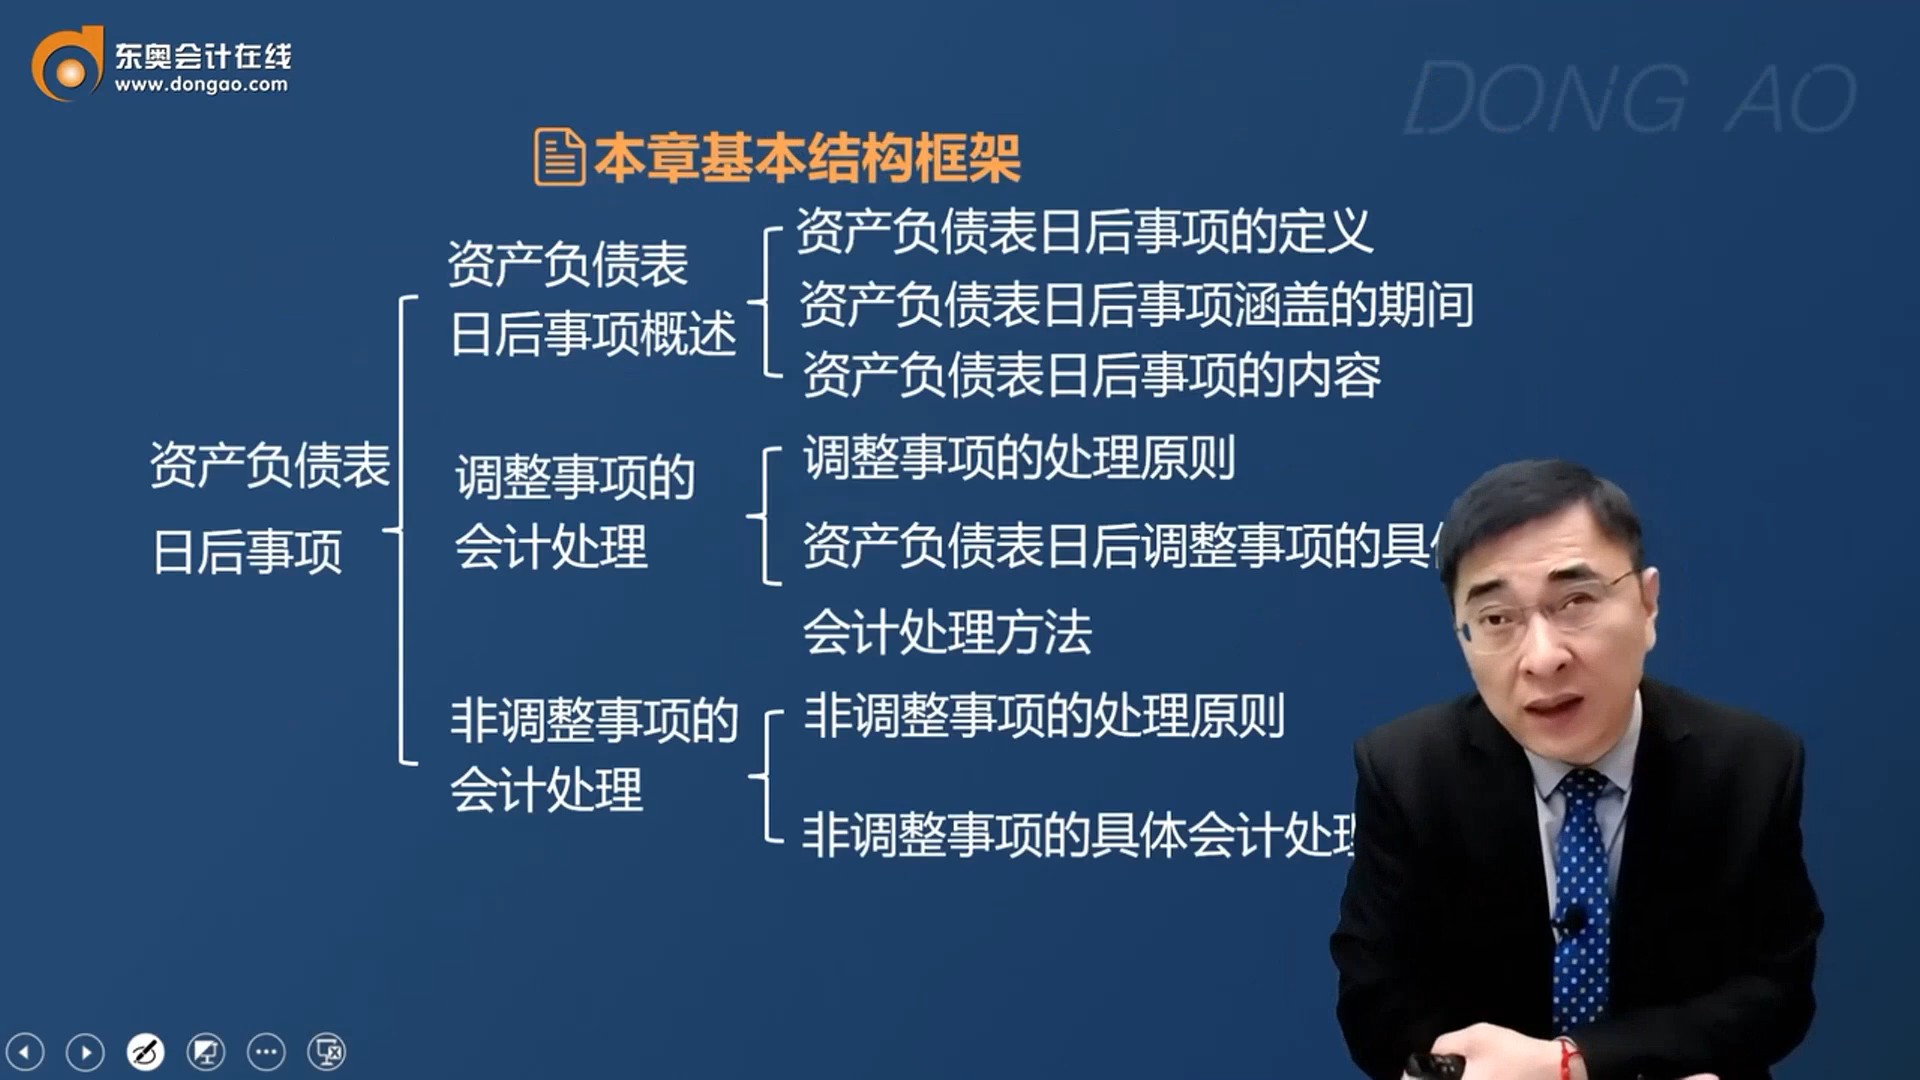 东奥会计在线
www.dongao.com
DONG AO
本章基本结构框架
资产负债表
日后事项
资产负债表
日后事项概述
资产负债表日后事项的定义
资产负债表日后事项涵盖的期间
资产负债表日后事项的内容
调整事项的
会计处理
调整事项的处理原则
资产负债表日后调整事项的具
会计处理方法
非调整事项的
会计处理
非调整事项的处理原则
非调整事项的具体会计处